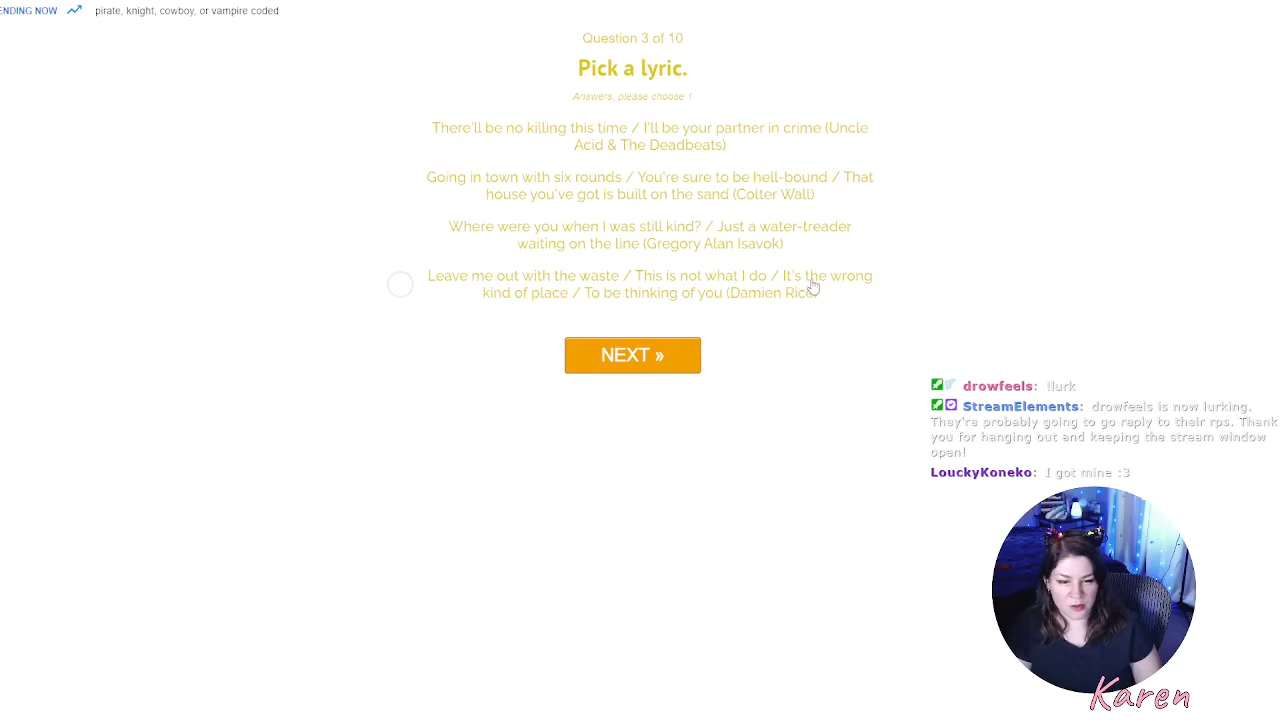 ENDING NOW
pirate, knight, cowboy, or vampire coded
Question 3 of 10
Pick a lyric.
Answers, please choose 1
There'll be no killing this time / I'll be your partner in crime (Uncle
Acid & The Deadbeats)
Going in town with six rounds / You're sure to be hell-bound / That
house you've got is built on the sand (Colter Wall)
Where were you when I was still kind? / Just a water-treader
waiting on the line (Gregory Alan Isavok)
Leave me out with the waste / This is not what I do / It's the wrong
kind of place / To be thinking of you (Damien Rice)
NEXT »
drowfeels: !lurk
StreamElements: drowfeels is now lurking.
They're probably going to go reply to their rps. Thank
you for hanging out and keeping the stream window
open!
LouckyKoneko: I got mine :3
Karen